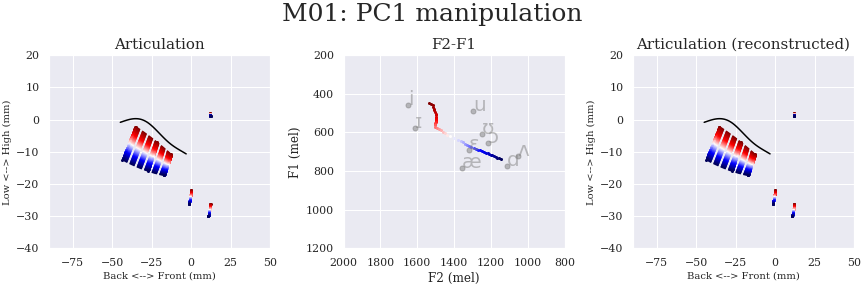 M01: PC1 manipulation
Articulation
F2-F1
Articulation (reconstructed)
20
10
0
−10
−20
−30
−40
Low <--> High (mm)
−75
−50
−25
0
25
50
Back <--> Front (mm)
200
400
600
800
1000
1200
F1 (mel)
i
u
ɪ
ʊ
ɔ
ɛ
ʌ
æ
ɑ
2000
1800
1600
1400
1200
1000
800
F2 (mel)
20
10
0
−10
−20
−30
−40
Low <--> High (mm)
−75
−50
−25
0
25
50
Back <--> Front (mm)